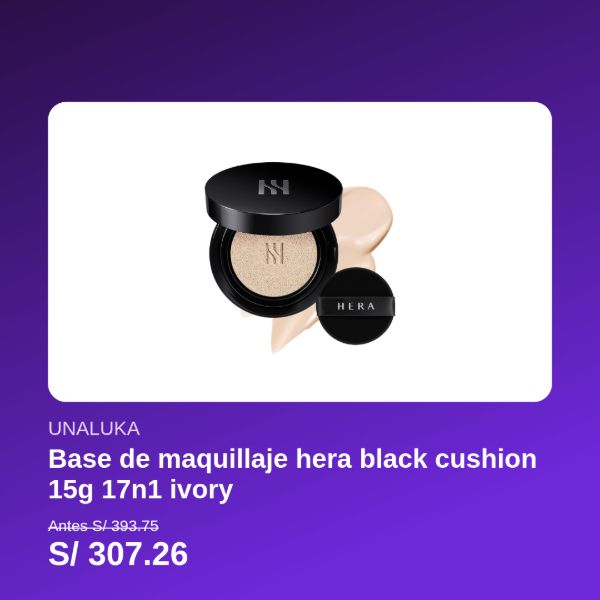 HERA
UNALUKA
Base de maquillaje hera black cushion
15g 17n1 ivory
Antes S/ 393.75
S/ 307.26